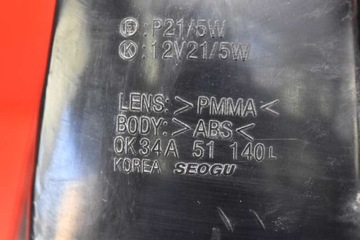 Ⓕ:P21/5W
Ⓚ:12V21/5W
LENS:>PMMA<
BODY:>ABS<
0K34A 51 140L
KOREA SEOGU